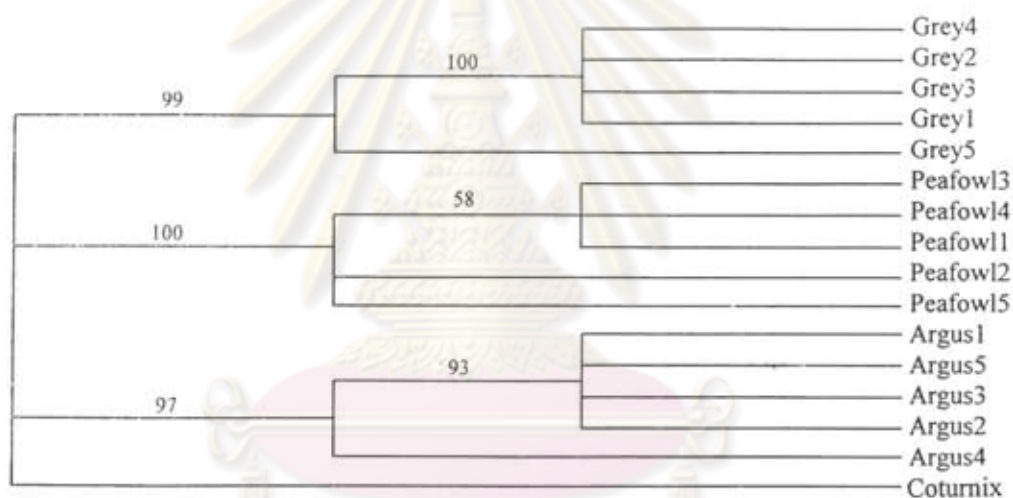 Grey4
100
Grey2
Grey3
99
Grey1
Grey5
Peafowl3
58
Peafowl4
100
Peafowl1
Peafowl2
Peafowl5
Argus1
93
Argus5
Argus3
97
Argus2
Argus4
Coturnix